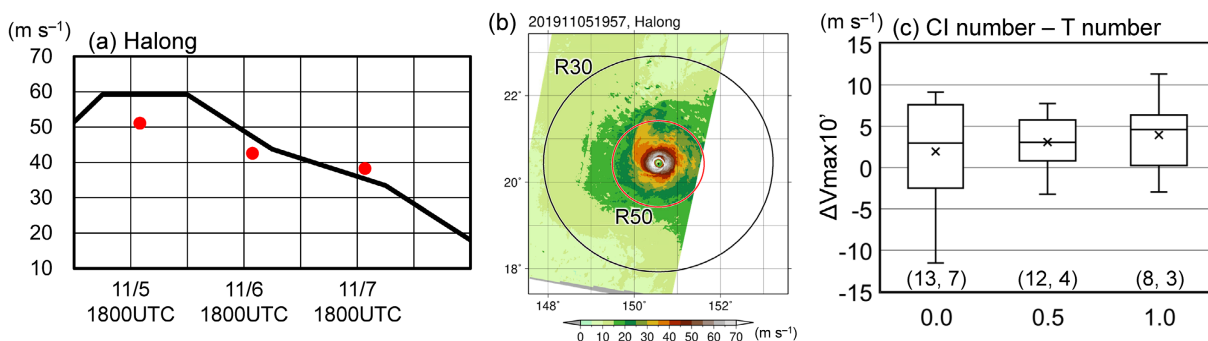 (m s⁻¹)
(a) Halong
70
60
50
40
30
20
10
11/5
1800UTC
11/6
1800UTC
11/7
1800UTC
(b)
201911051957, Halong
R30
R50
22°
20°
18°
148°
150°
152°
(m s⁻¹)
0 10 20 30 40 50 60 70
(m s⁻¹)
(c) CI number – T number
15
10
5
0
-5
-10
-15
ΔVmax10'
(13, 7)
(12, 4)
(8, 3)
0.0
0.5
1.0